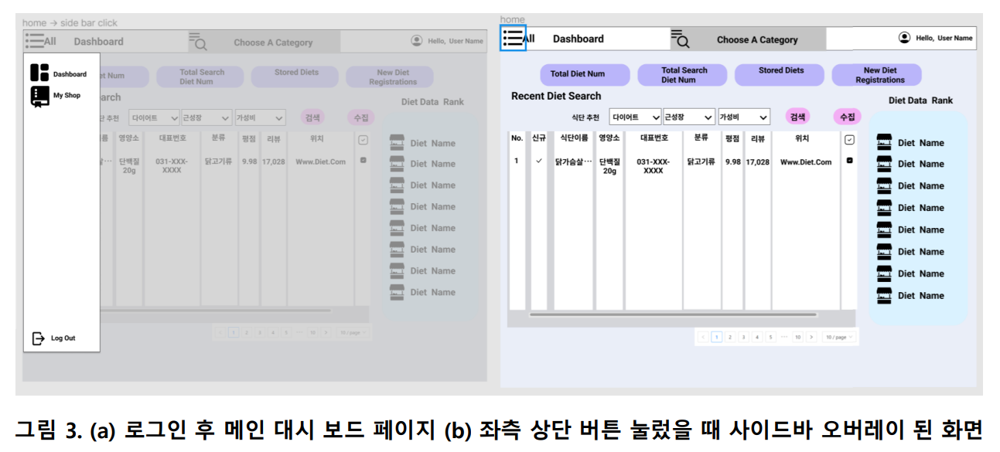 home → side bar click
All Dashboard Choose A Category Hello, User Name
Dashboard
My Shop
Log Out
et Num
Total Search
Diet Num
Stored Diets
New Diet
Registrations
arch
Diet Data Rank
단 추천 다이어트 근성장 가성비 검색 수집
름 영양소 대표번호 분류 평점 리뷰 위치
살… 단백질
20g
031-XXX-
XXXX
닭고기류 9.98 17,028 Www.Diet.Com
Diet Name
Diet Name
Diet Name
Diet Name
Diet Name
Diet Name
Diet Name
Diet Name
< 1 2 3 4 5 ••• 10 > 10 / page
home
All Dashboard Choose A Category Hello, User Name
Total Diet Num
Total Search
Diet Num
Stored Diets
New Diet
Registrations
Recent Diet Search
Diet Data Rank
식단 추천 다이어트 근성장 가성비 검색 수집
No. 신규 식단이름 영양소 대표번호 분류 평점 리뷰 위치
1 닭가슴살… 단백질
20g
031-XXX-
XXXX
닭고기류 9.98 17,028 Www.Diet.Com
Diet Name
Diet Name
Diet Name
Diet Name
Diet Name
Diet Name
Diet Name
Diet Name
< 1 2 3 4 5 ••• 10 > 10 / page
그림 3. (a) 로그인 후 메인 대시 보드 페이지 (b) 좌측 상단 버튼 눌렀을 때 사이드바 오버레이 된 화면